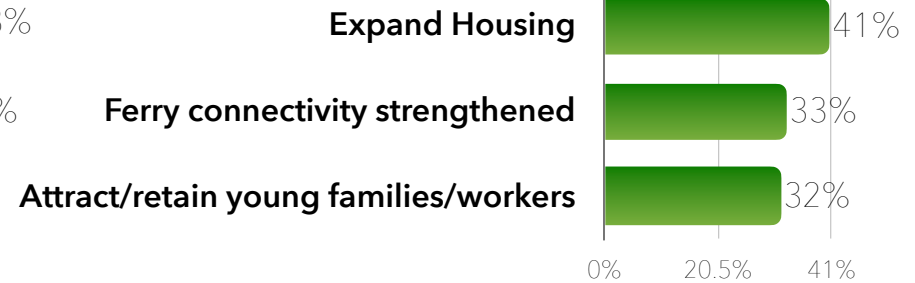 Expand Housing 41%
Ferry connectivity strengthened 33%
Attract/retain young families/workers 32%
0% 20.5% 41%